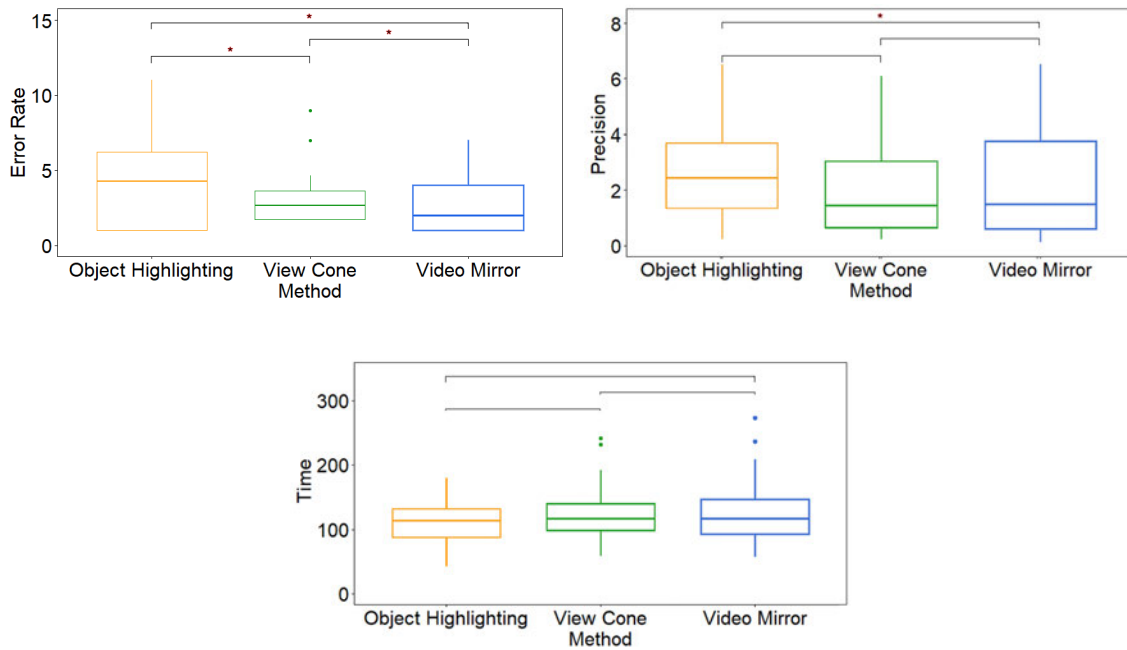 15
*
*
*
10
5
0
Error Rate
Object Highlighting
View Cone
Method
Video Mirror
8
*
6
4
2
0
Precision
Object Highlighting
View Cone
Method
Video Mirror
300
200
100
0
Time
Object Highlighting
View Cone
Method
Video Mirror